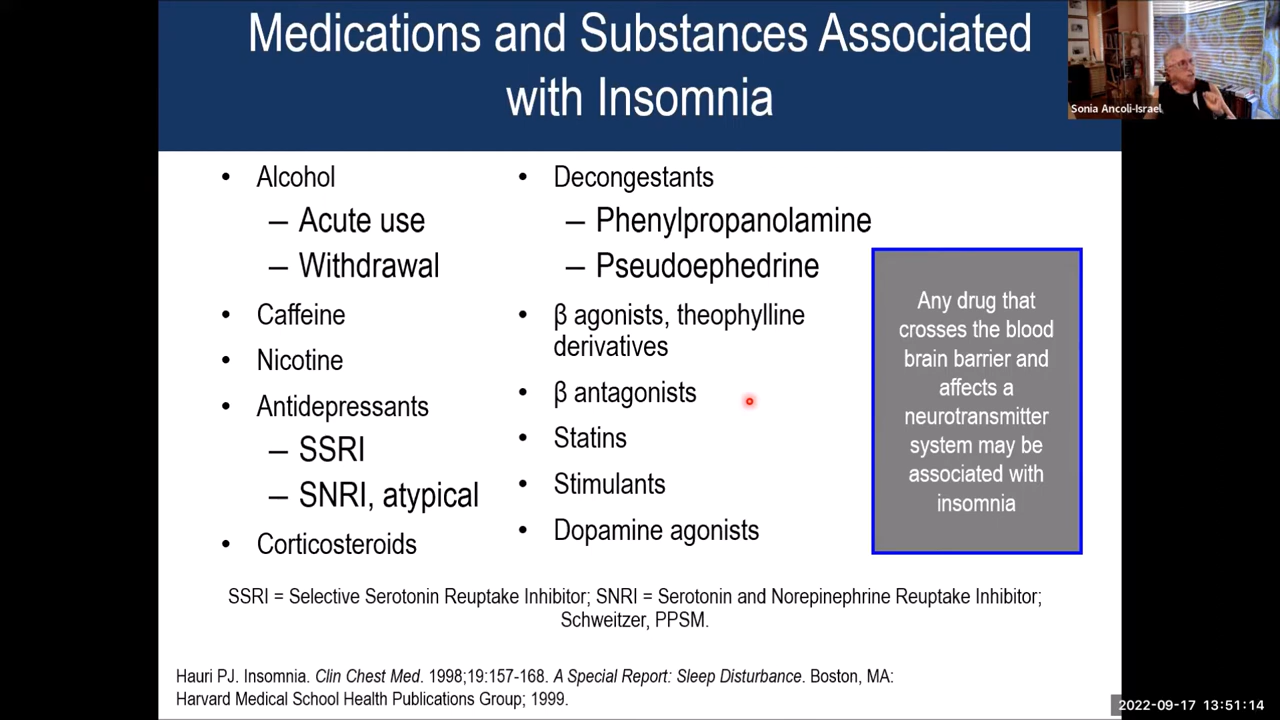 Medications and Substances Associated
with Insomnia
Sonia Ancoli-Israel
• Alcohol
– Acute use
– Withdrawal
• Caffeine
• Nicotine
• Antidepressants
– SSRI
– SNRI, atypical
• Corticosteroids
• Decongestants
– Phenylpropanolamine
– Pseudoephedrine
• β agonists, theophylline
derivatives
• β antagonists
• Statins
• Stimulants
• Dopamine agonists
Any drug that
crosses the blood
brain barrier and
affects a
neurotransmitter
system may be
associated with
insomnia
SSRI = Selective Serotonin Reuptake Inhibitor; SNRI = Serotonin and Norepinephrine Reuptake Inhibitor;
Schweitzer, PPSM.
Hauri PJ. Insomnia. Clin Chest Med. 1998;19:157-168. A Special Report: Sleep Disturbance. Boston, MA:
Harvard Medical School Health Publications Group; 1999.
2022-09-17 13:51:14